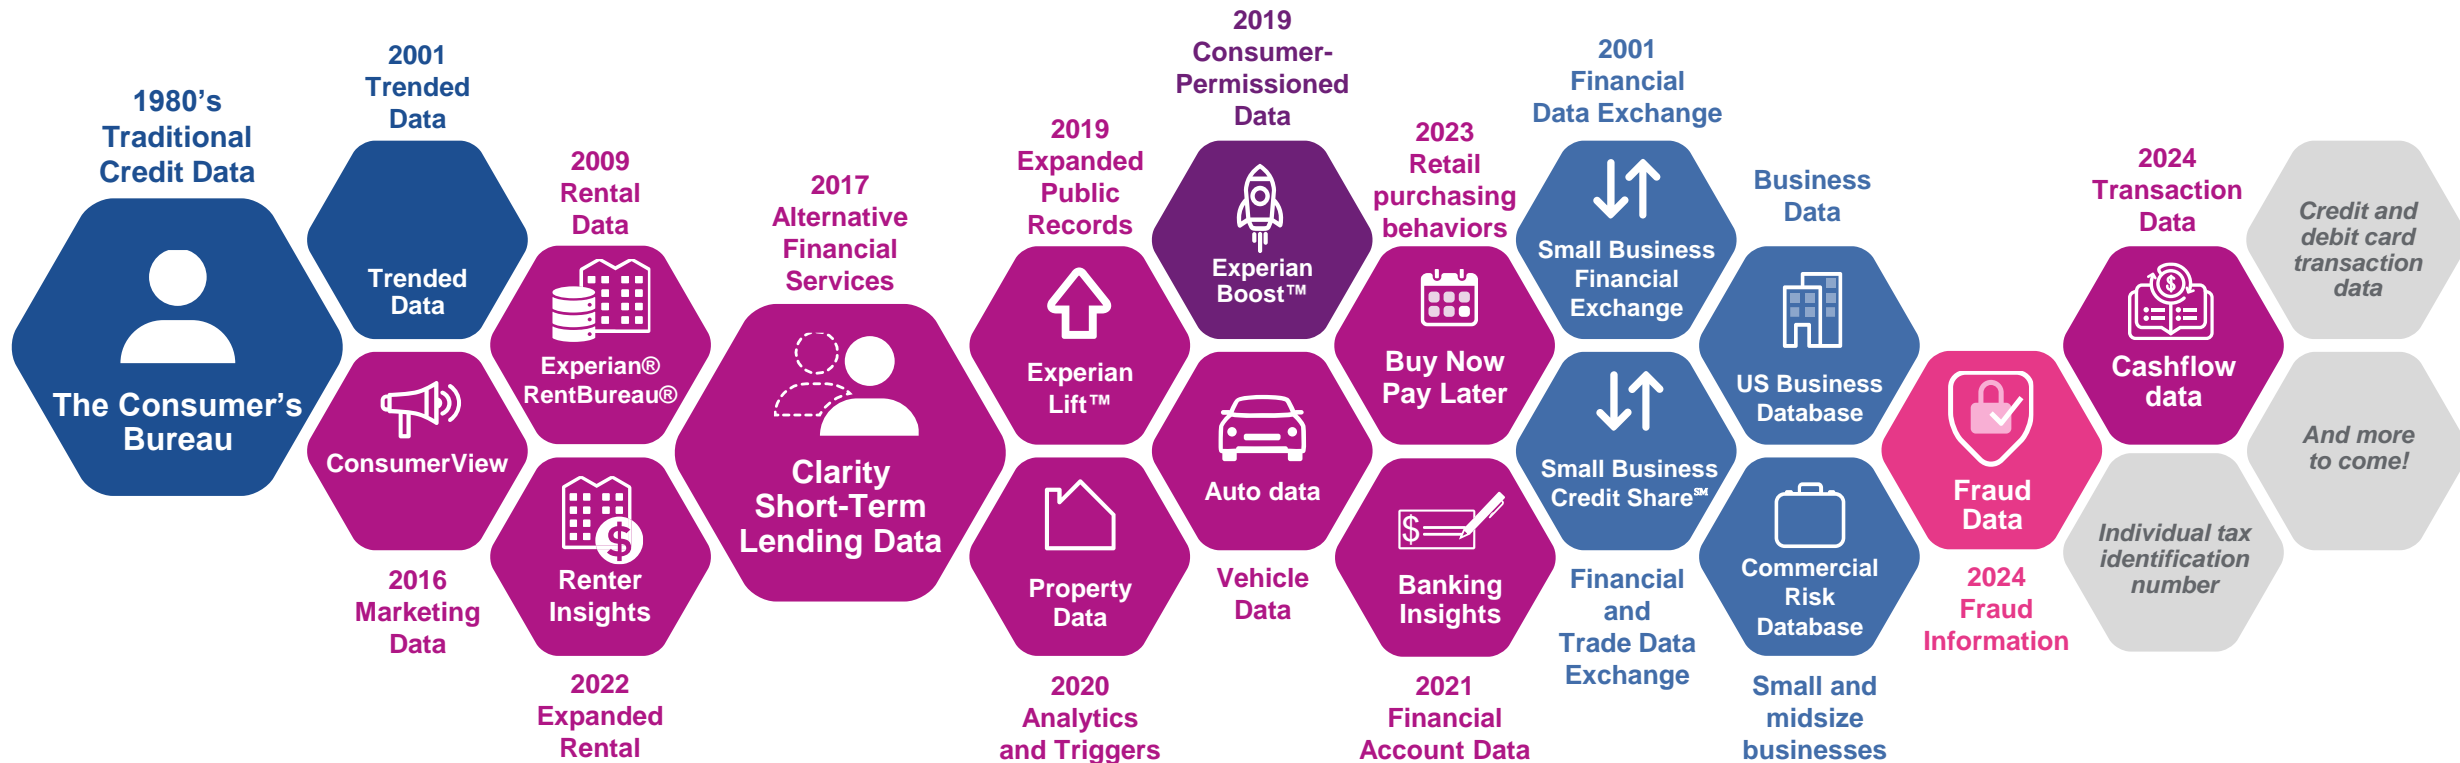 1980’s
Traditional
Credit Data
The Consumer’s
Bureau
2001
Trended
Data
Trended
Data
ConsumerView
2016
Marketing
Data
2009
Rental
Data
Experian®
RentBureau®
Renter
Insights
2022
Expanded
Rental
2017
Alternative
Financial
Services
Clarity
Short-Term
Lending Data
2019
Expanded
Public
Records
Experian
Lift™
Property
Data
2020
Analytics
and Triggers
2019
Consumer-
Permissioned
Data
Experian
Boost™
Auto data
Vehicle
Data
2023
Retail
purchasing
behaviors
Buy Now
Pay Later
$
Banking
Insights
2021
Financial
Account Data
2001
Financial
Data Exchange
Small Business
Financial
Exchange
Small Business
Credit Share℠
Financial
and
Trade Data
Exchange
Business
Data
US Business
Database
Commercial
Risk
Database
Small and
midsize
businesses
Fraud
Data
2024
Fraud
Information
2024
Transaction
Data
$
Cashflow
data
Individual tax
identification
number
Credit and
debit card
transaction
data
And more
to come!
$